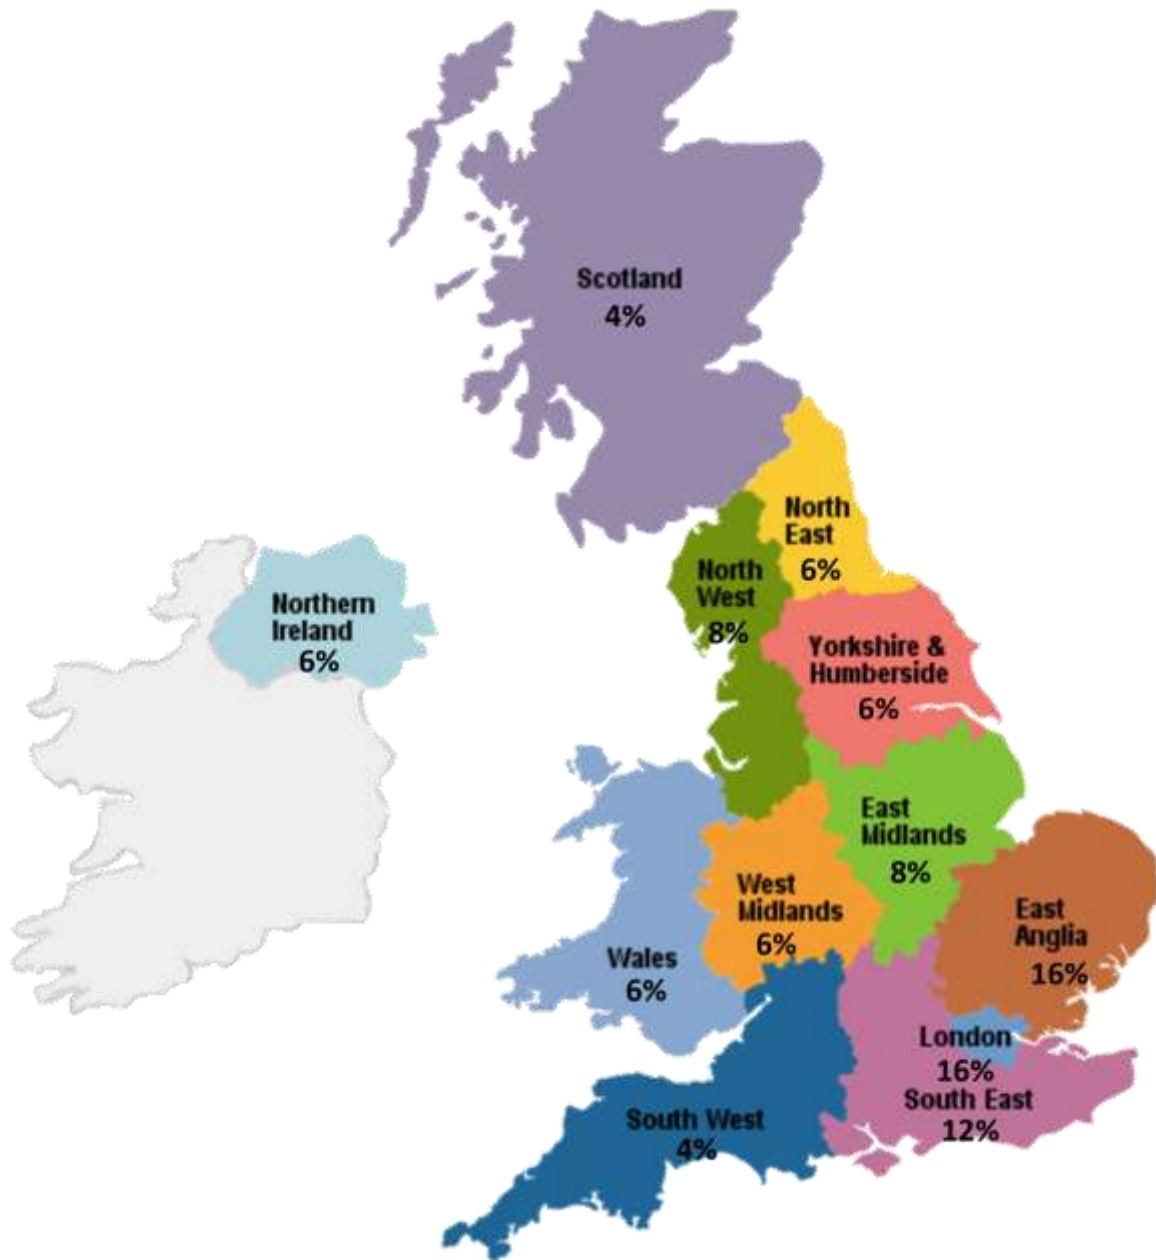 Scotland
4%
North
East
6%
North
West
8%
Northern
Ireland
6%
Yorkshire &
Humberside
6%
East
Midlands
8%
West
Midlands
6%
East
Anglia
16%
Wales
6%
London
16%
South East
12%
South West
4%